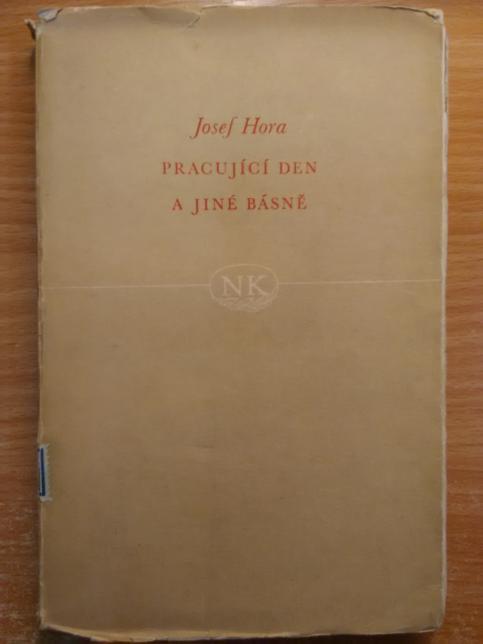 Josef Hora
PRACUJÍCÍ DEN
A JINÉ BÁSNĚ
NK